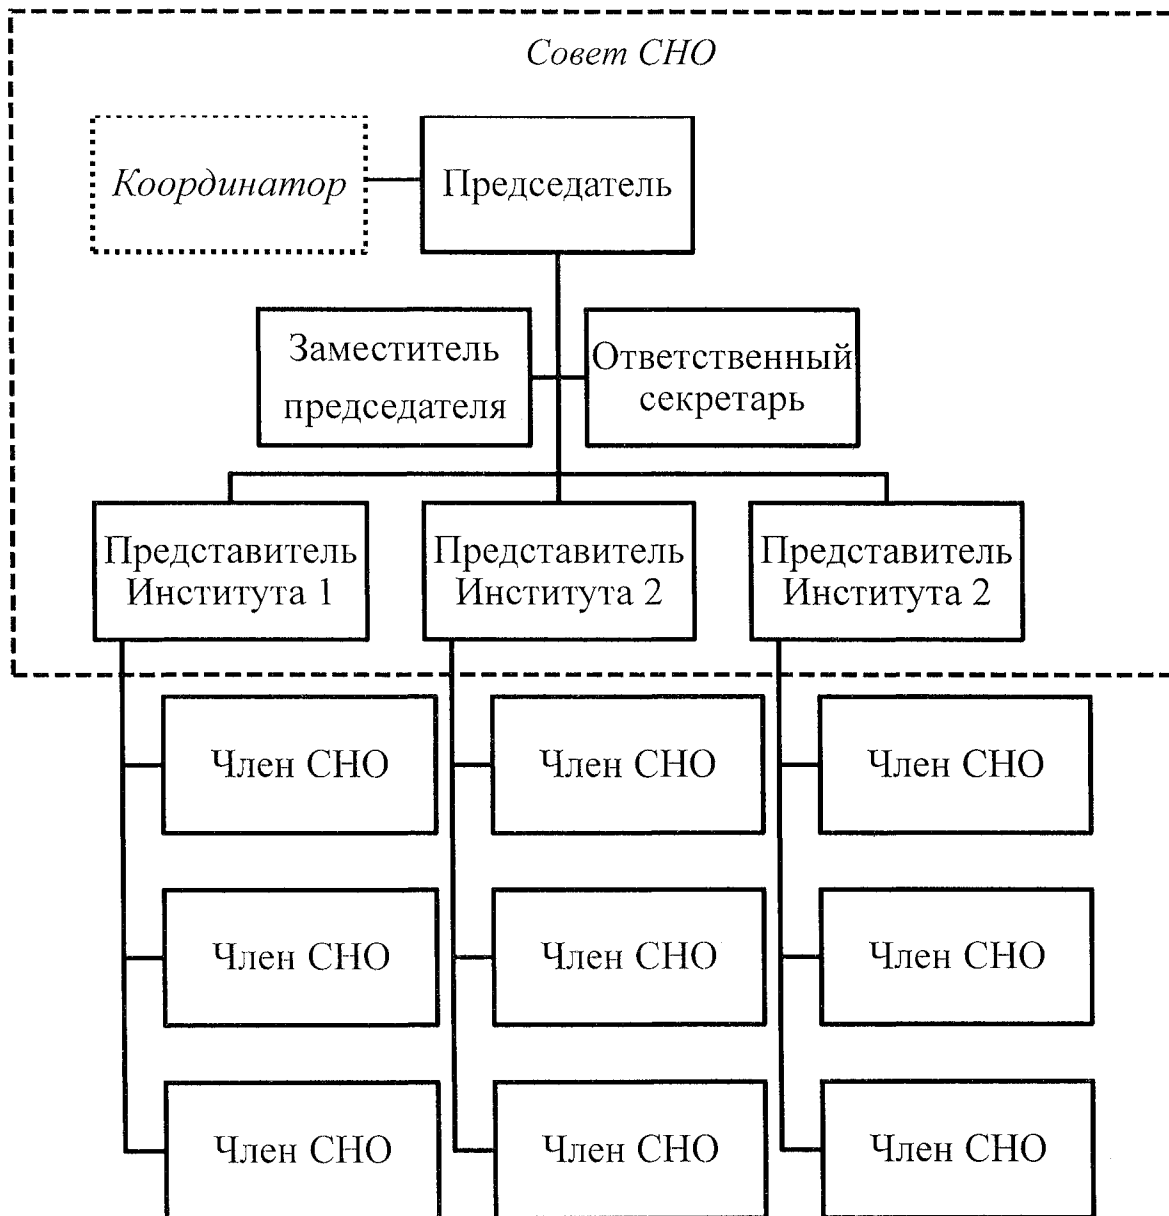 Совет СНО
Координатор
Председатель
Заместитель
председателя
Ответственный
секретарь
Представитель
Института 1
Представитель
Института 2
Представитель
Института 2
Член СНО
Член СНО
Член СНО
Член СНО
Член СНО
Член СНО
Член СНО
Член СНО
Член СНО